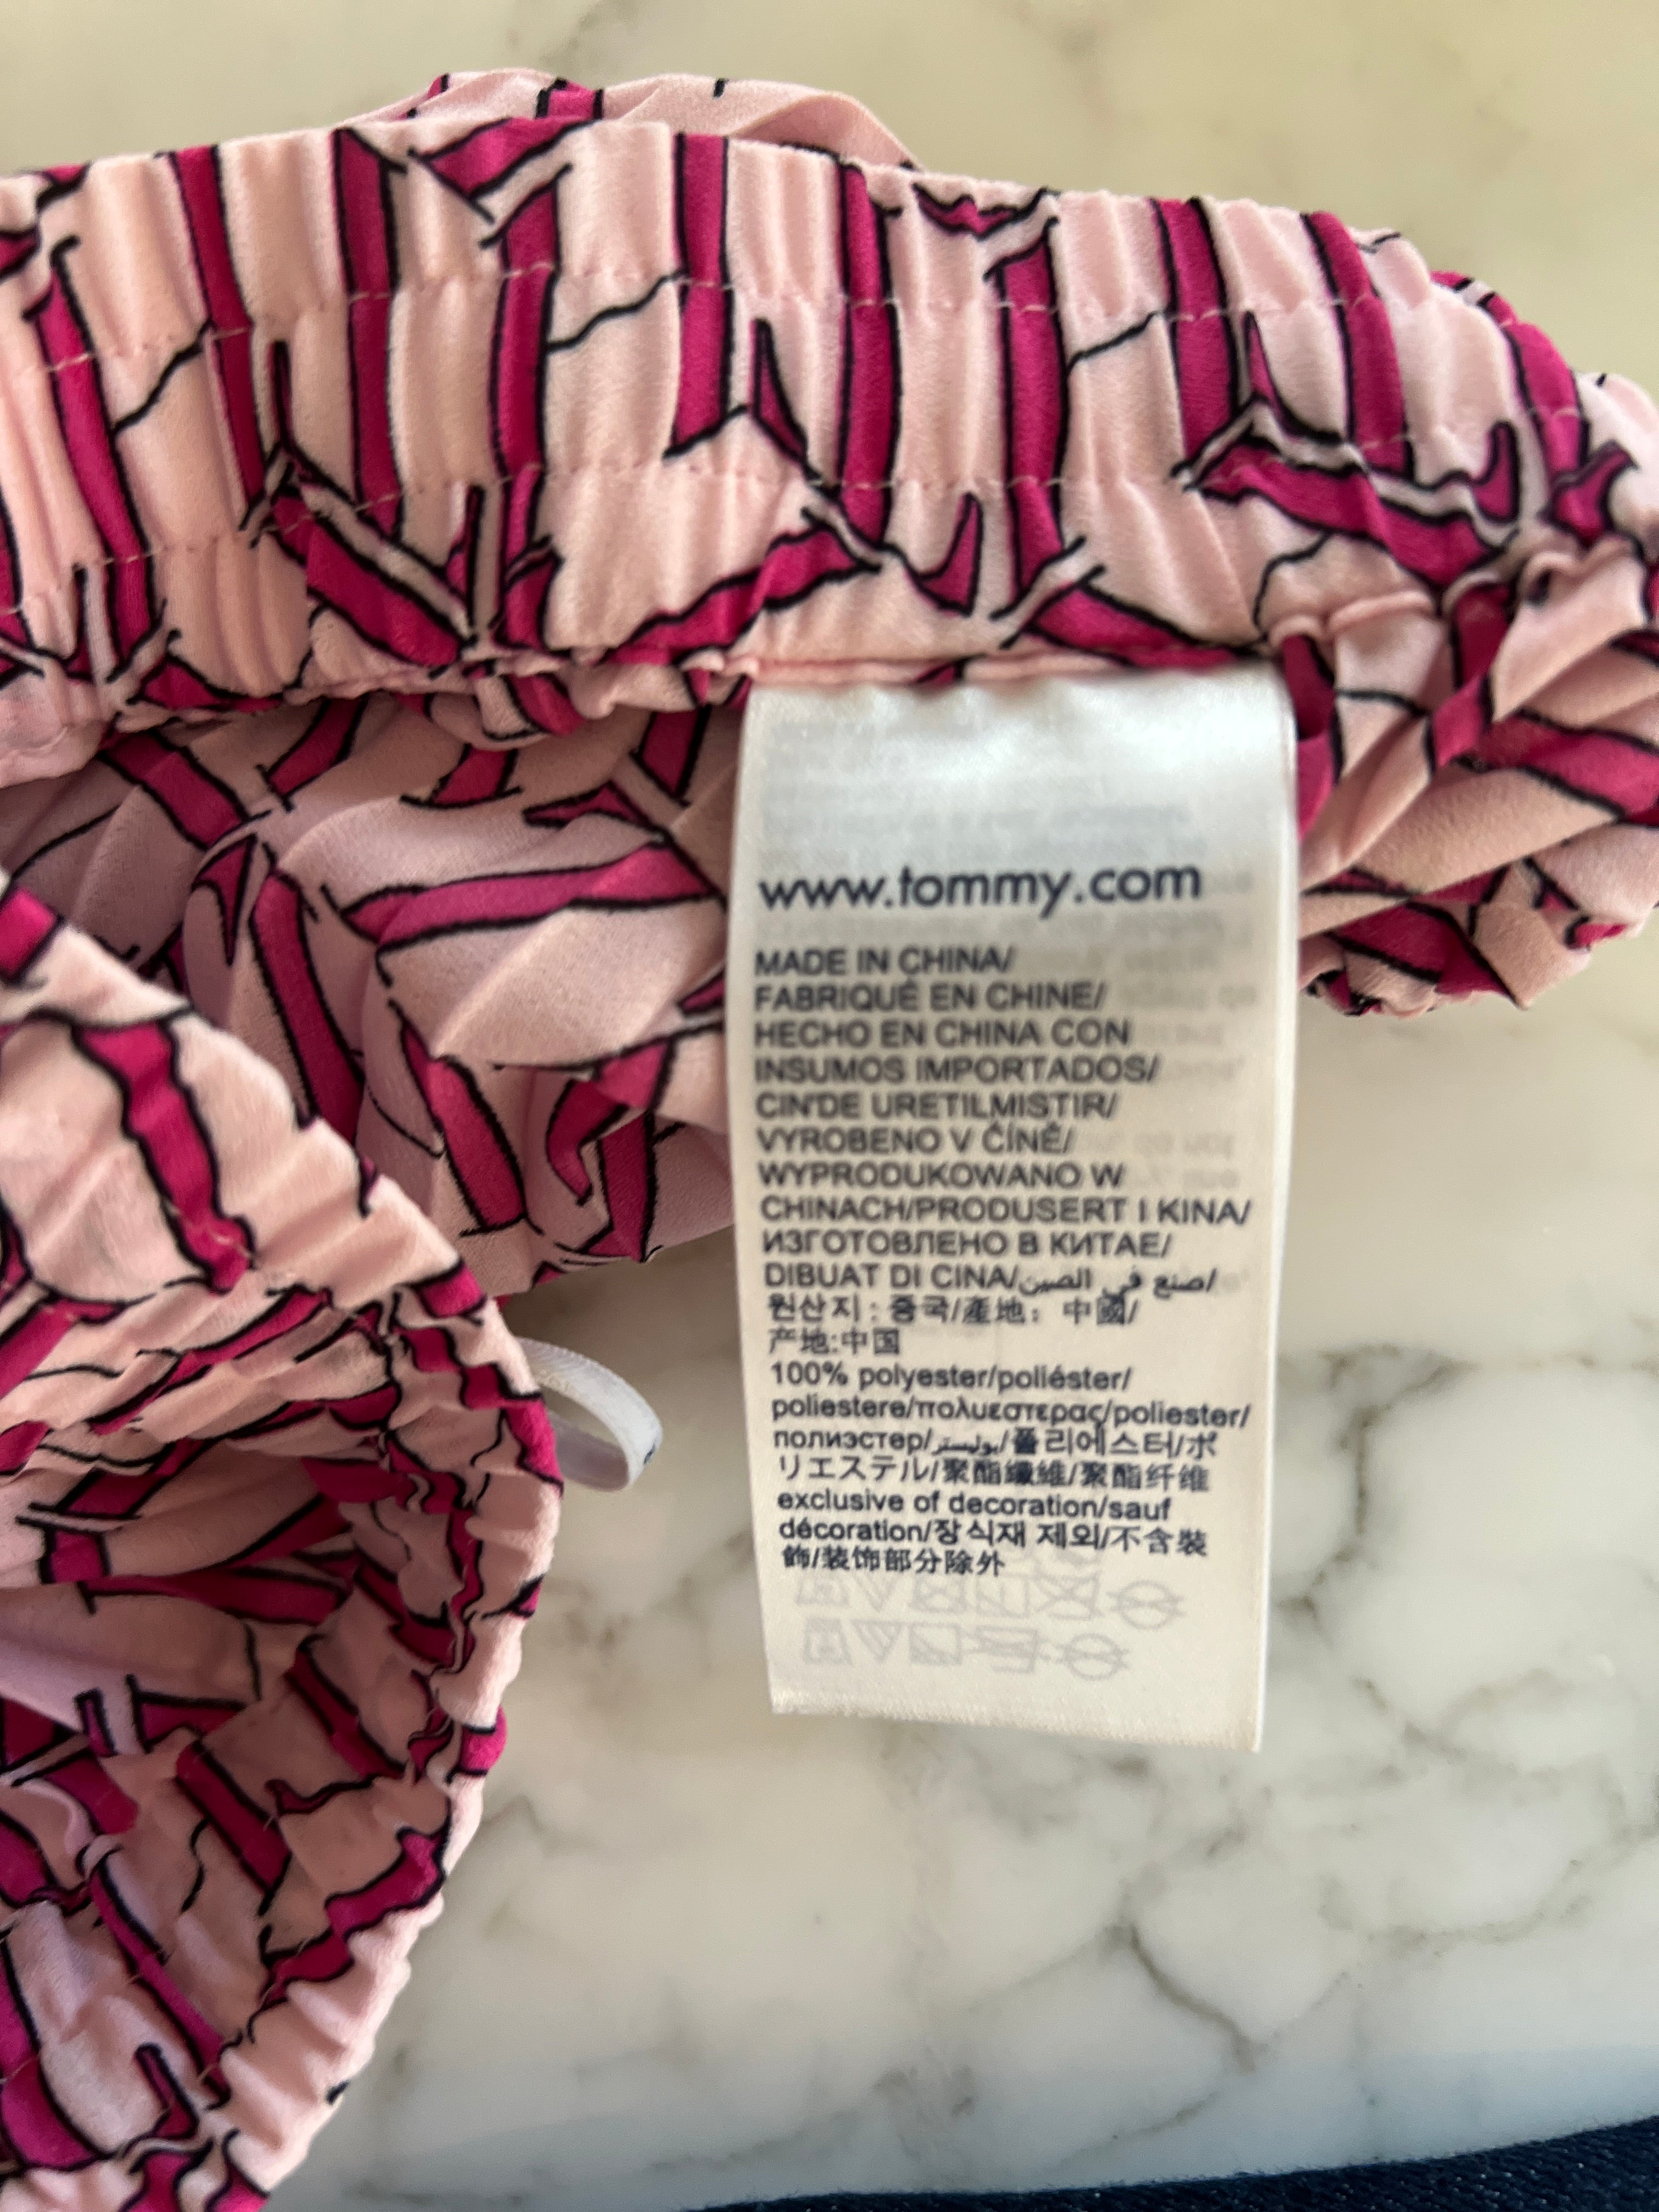 www.tommy.com
MADE IN CHINA/
FABRIQUÉ EN CHINE/
HECHO EN CHINA CON
INSUMOS IMPORTADOS/
CIN'DE URETILMISTIR/
VYROBENO V ČÍNĚ/
WYPRODUKOWANO W
CHINACH/PRODUSERT I KINA/
ИЗГОТОВЛЕНО В КИТАЕ/
DIBUAT DI CINA/صنع في الصين/
원산지: 중국/產地: 中國/
产地:中国
100% polyester/poliéster/
poliestere/πολυεστερας/poliester/
полиэстер/بوليستر/폴리에스터/ポ
リエステル/聚酯纖維/聚酯纤维
exclusive of decoration/sauf
décoration/장식재 제외/不含裝
飾/装饰部分除外